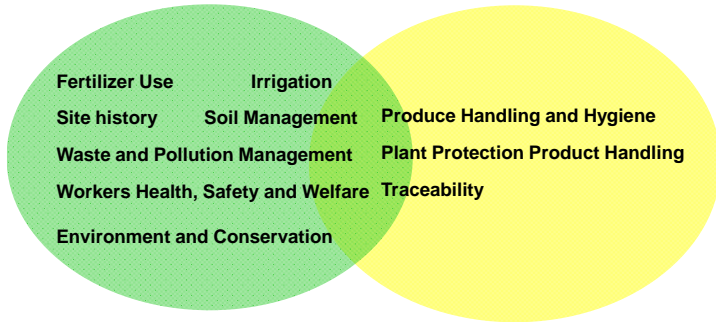 Fertilizer Use Irrigation
Site history Soil Management
Waste and Pollution Management
Workers Health, Safety and Welfare
Environment and Conservation
Produce Handling and Hygiene
Plant Protection Product Handling
Traceability